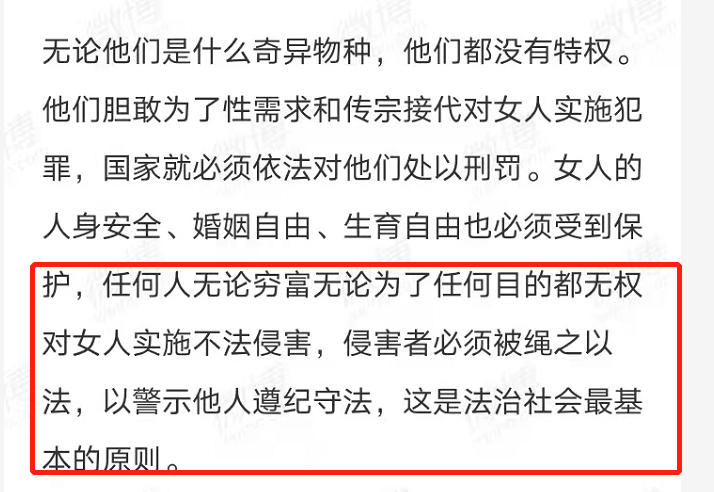 无论他们是什么奇异物种，他们都没有特权。
他们胆敢为了性需求和传宗接代对女人实施犯
罪，国家就必须依法对他们处以刑罚。女人的
人身安全、婚姻自由、生育自由也必须受到保
护，任何人无论穷富无论为了任何目的都无权
对女人实施不法侵害，侵害者必须被绳之以
法，以警示他人遵纪守法，这是法治社会最基
本的原则。